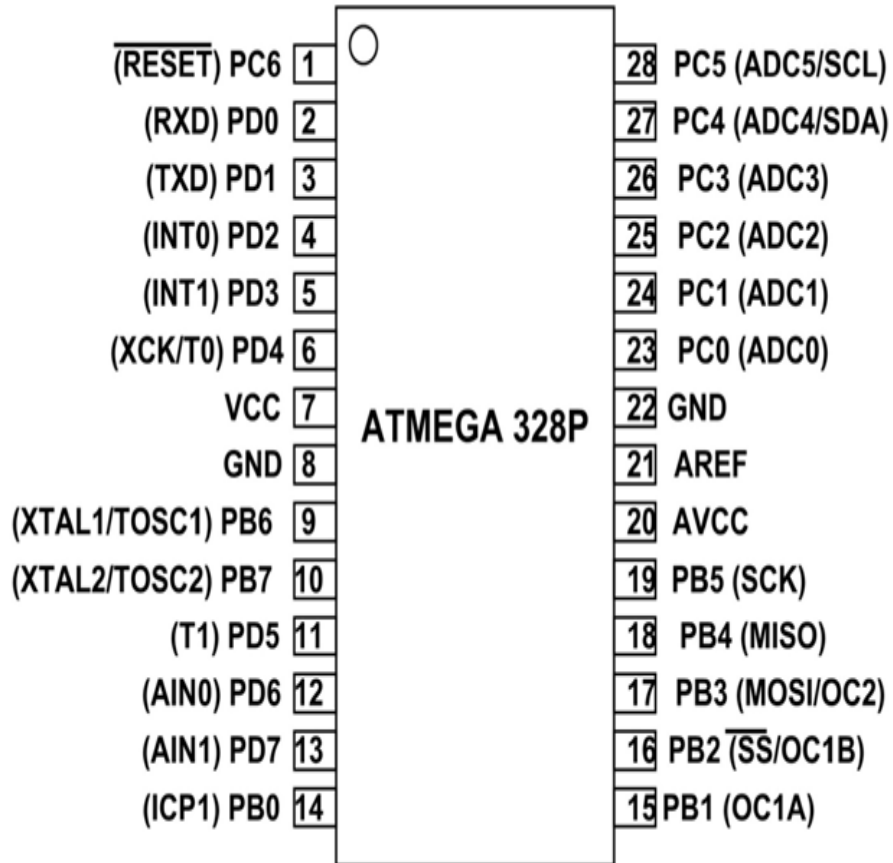 (RESET) PC6 1 28 PC5 (ADC5/SCL)
(RXD) PD0 2 27 PC4 (ADC4/SDA)
(TXD) PD1 3 26 PC3 (ADC3)
(INT0) PD2 4 25 PC2 (ADC2)
(INT1) PD3 5 24 PC1 (ADC1)
(XCK/T0) PD4 6 23 PC0 (ADC0)
VCC 7 22 GND
ATMEGA 328P
GND 8 21 AREF
(XTAL1/TOSC1) PB6 9 20 AVCC
(XTAL2/TOSC2) PB7 10 19 PB5 (SCK)
(T1) PD5 11 18 PB4 (MISO)
(AIN0) PD6 12 17 PB3 (MOSI/OC2)
(AIN1) PD7 13 16 PB2 (SS/OC1B)
(ICP1) PB0 14 15 PB1 (OC1A)